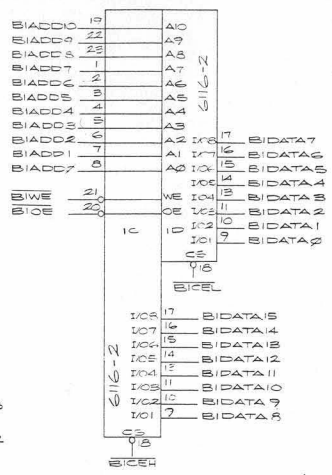 BIADD10 19 A10
BIADD9 22 A9
BIADD8 23 A8
BIADD7 1 A7
BIADD6 2 A6
BIADD5 3 A5
BIADD4 4 A4
BIADD3 5 A3
BIADD2 6 A2 I/O8 17 BIDATA7
BIADD1 7 A1 I/O7 16 BIDATA6
8 AØ I/O6 15 BIDATA5
6116-2
I/O5 14 BIDATA4
BIWE 21 WE I/O4 13 BIDATA3
BIOE 20 OE I/O3 11 BIDATA2
1C 1D I/O2 10 BIDATA1
I/O1 9 BIDATAØ
CS
18
BICEL
I/O8 17 BIDATA15
I/O7 16 BIDATA14
I/O6 15 BIDATA13
I/O5 14 BIDATA12
I/O4 13 BIDATA11
I/O3 11 BIDATA10
I/O2 10 BIDATA9
I/O1 9 BIDATA8
6116-2
CS
18
BICEH